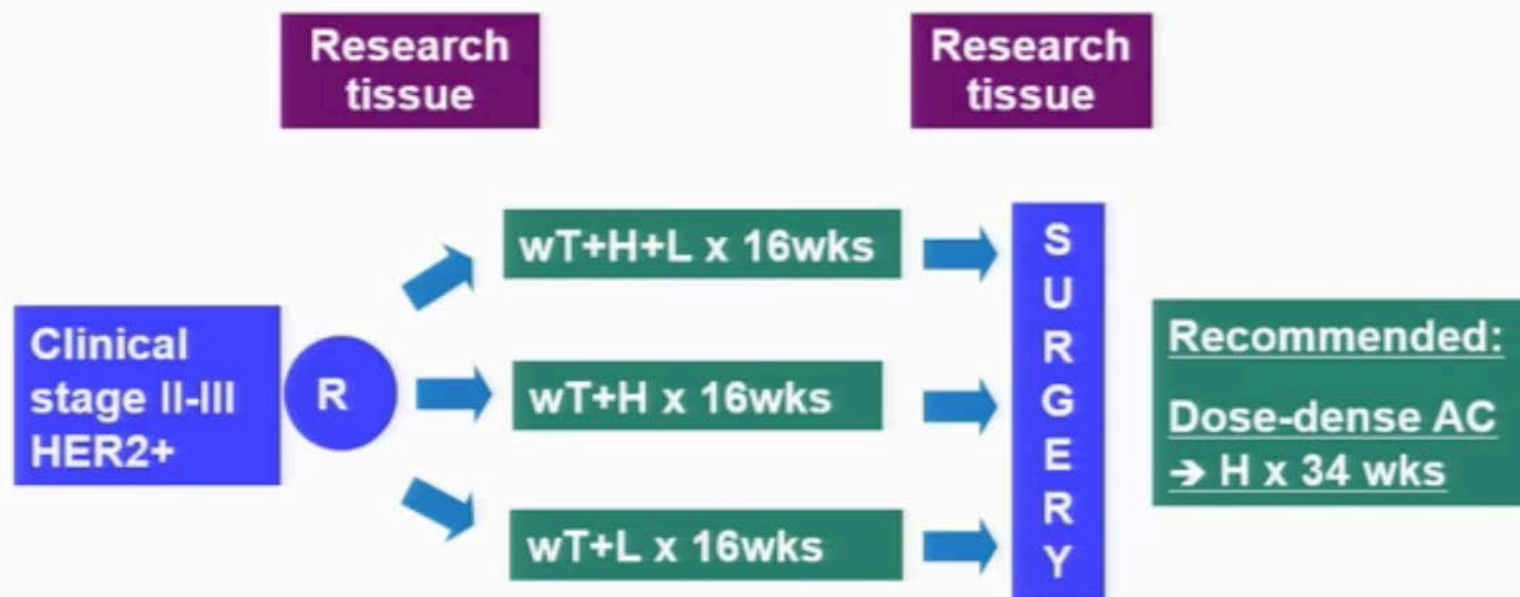 Research
tissue
Research
tissue
Clinical
stage II-III
HER2+
R
wT+H+L x 16wks
wT+H x 16wks
wT+L x 16wks
S
U
R
G
E
R
Y
Recommended:
Dose-dense AC
➔ H x 34 wks